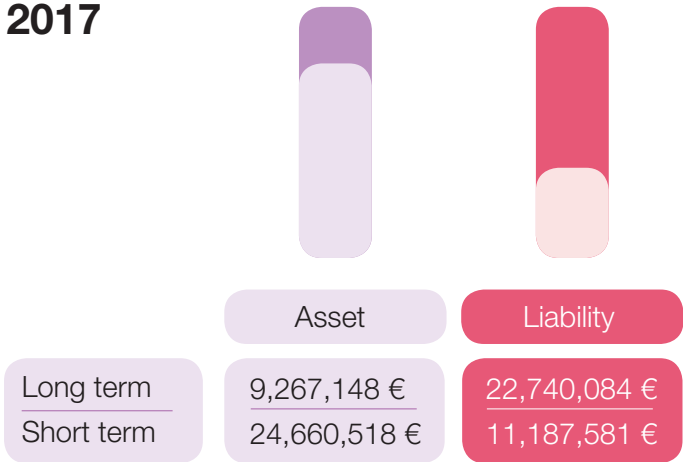 2017
Asset Liability
Long term 9,267,148 € 22,740,084 €
Short term 24,660,518 € 11,187,581 €